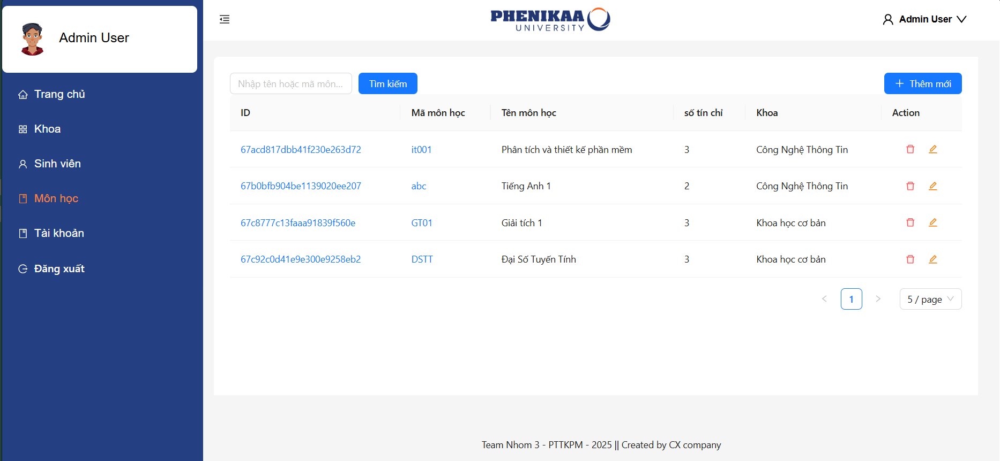 Admin User
Trang chủ
Khoa
Sinh viên
Môn học
Tài khoản
Đăng xuất
PHENIKAA
UNIVERSITY
Admin User
Nhập tên hoặc mã môn...
Tìm kiếm
Thêm mới
ID Mã môn học Tên môn học số tín chỉ Khoa Action
67acd817dbb41f230e263d72 it001 Phân tích và thiết kế phần mềm 3 Công Nghệ Thông Tin
67b0bfb904be1139020ee207 abc Tiếng Anh 1 2 Công Nghệ Thông Tin
67c8777c13faaa91839f560e GT01 Giải tích 1 3 Khoa học cơ bản
67c92c0d41e9e300e9258eb2 DSTT Đại Số Tuyến Tính 3 Khoa học cơ bản
1
5 / page
Team Nhom 3 - PTTKPM - 2025 || Created by CX company